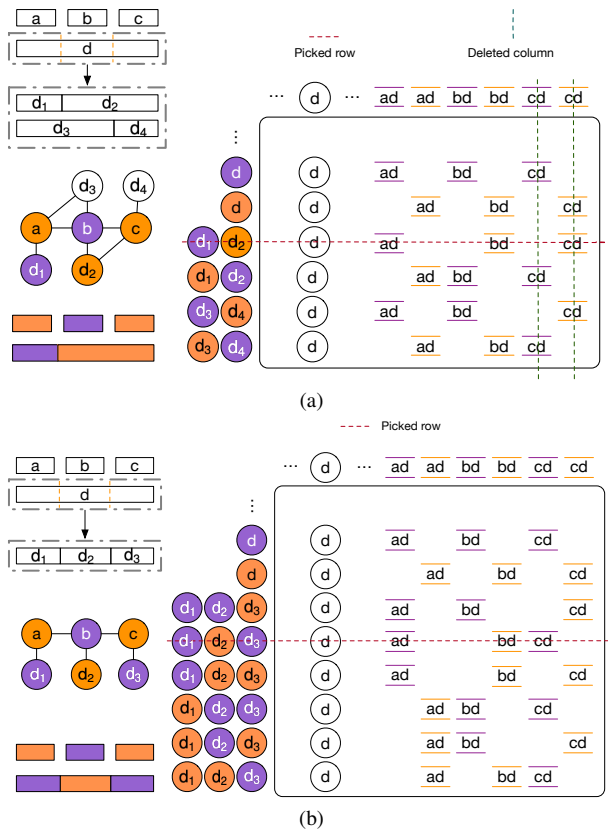 a b c
d
d1 d2
d3 d4
d3 d4
a b c
d1 d2
Picked row Deleted column
... d ... ad ad bd bd cd cd
...
d d ad bd cd
d d ad bd cd
d1 d2 d ad bd cd
d1 d2 d ad bd cd
d3 d4 d ad bd cd
d3 d4 d ad bd cd
(a)
Picked row
a b c
d
d1 d2 d3
a b c
d1 d2 d3
... d ... ad ad bd bd cd cd
...
d d ad bd cd
d d ad bd cd
d1 d2 d3 d ad bd cd
d1 d2 d3 d ad bd cd
d1 d2 d3 d ad bd cd
d1 d2 d3 d ad bd cd
d1 d2 d3 d ad bd cd
d1 d2 d3 d ad bd cd
(b)